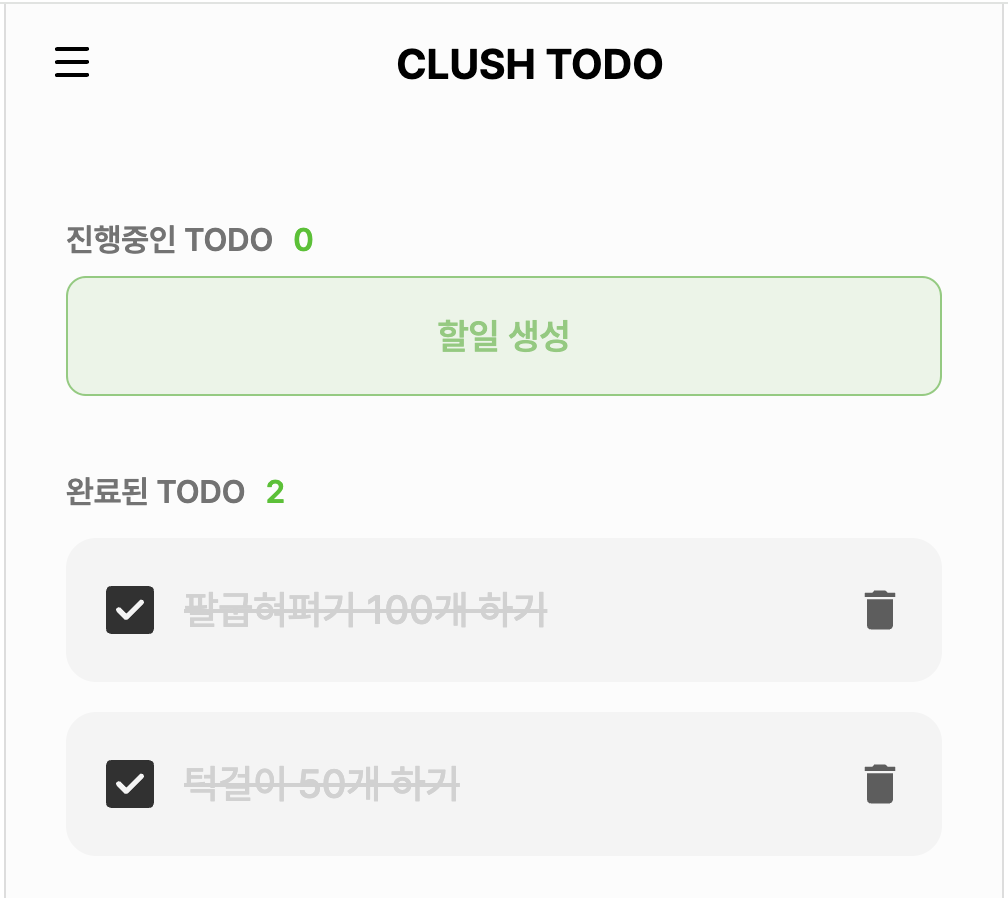 CLUSH TODO
진행중인 TODO 0
할일 생성
완료된 TODO 2
팔급혀펴기 100개 하기
턱걸이 50개 하기